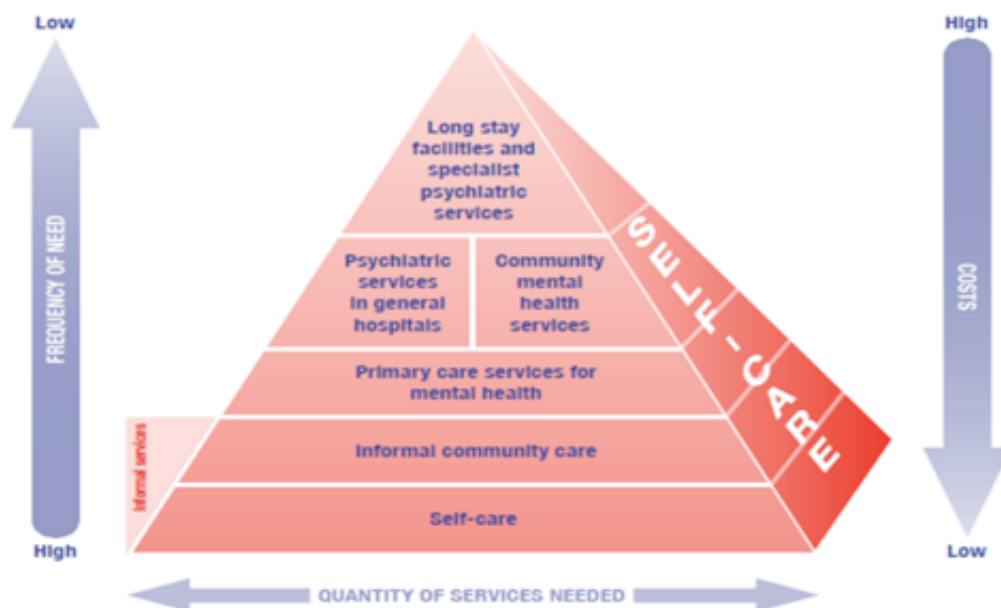 Low
High
Long stay
facilities and
specialist
psychiatric
services
SELF-CARE
FREQUENCY OF NEED
COSTS
Psychiatric
services
in general
hospitals
Community
mental
health
services
Primary care services for
mental health
Informal services
Informal community care
Self-care
High
Low
QUANTITY OF SERVICES NEEDED